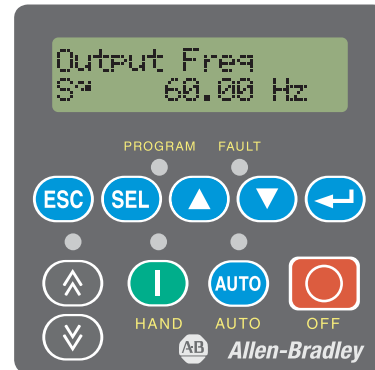 Output Freq
S 60.00 Hz
PROGRAM FAULT
ESC SEL
AUTO
HAND AUTO OFF
AB Allen-Bradley